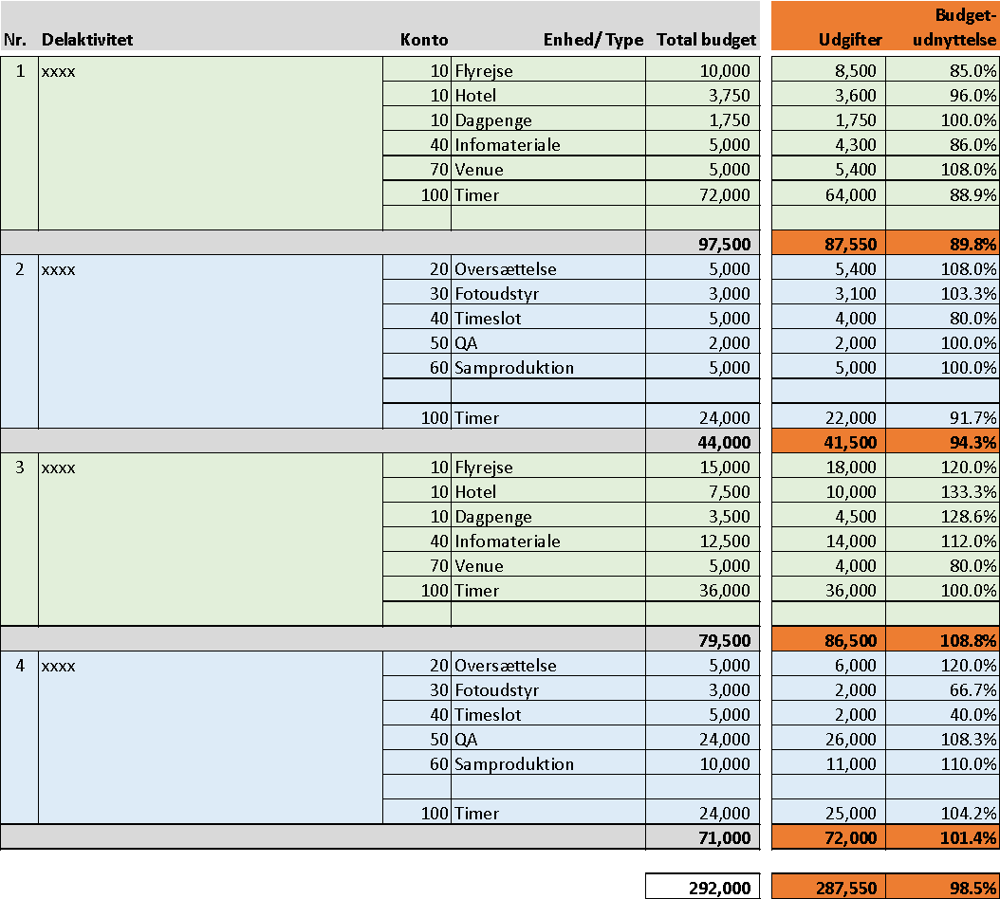 Nr. Delaktivitet Konto Enhed/ Type Total budget Udgifter Budget-
udnyttelse
1 xxxx 10 Flyrejse 10,000 8,500 85.0%
10 Hotel 3,750 3,600 96.0%
10 Dagpenge 1,750 1,750 100.0%
40 Infomateriale 5,000 4,300 86.0%
70 Venue 5,000 5,400 108.0%
100 Timer 72,000 64,000 88.9%
97,500 87,550 89.8%
2 xxxx 20 Oversættelse 5,000 5,400 108.0%
30 Fotoudstyr 3,000 3,100 103.3%
40 Timeslot 5,000 4,000 80.0%
50 QA 2,000 2,000 100.0%
60 Samproduktion 5,000 5,000 100.0%
100 Timer 24,000 22,000 91.7%
44,000 41,500 94.3%
3 xxxx 10 Flyrejse 15,000 18,000 120.0%
10 Hotel 7,500 10,000 133.3%
10 Dagpenge 3,500 4,500 128.6%
40 Infomateriale 12,500 14,000 112.0%
70 Venue 5,000 4,000 80.0%
100 Timer 36,000 36,000 100.0%
79,500 86,500 108.8%
4 xxxx 20 Oversættelse 5,000 6,000 120.0%
30 Fotoudstyr 3,000 2,000 66.7%
40 Timeslot 5,000 2,000 40.0%
50 QA 24,000 26,000 108.3%
60 Samproduktion 10,000 11,000 110.0%
100 Timer 24,000 25,000 104.2%
71,000 72,000 101.4%
292,000 287,550 98.5%